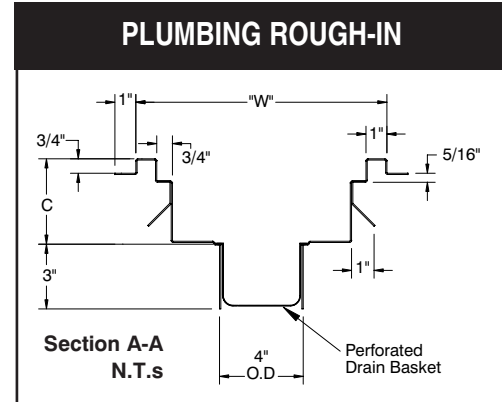 PLUMBING ROUGH-IN
1"
"W"
3/4"
3/4"
1"
5/16"
C
3"
1"
Section A-A
N.T.s
4"
O.D
Perforated
Drain Basket